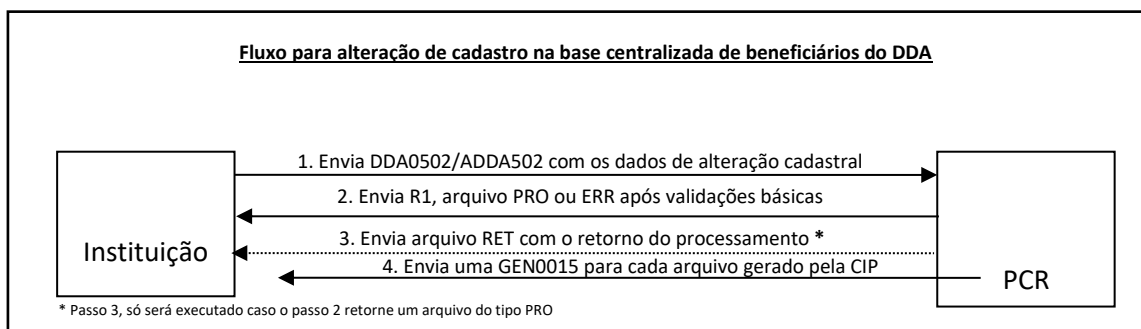 Fluxo para alteração de cadastro na base centralizada de beneficiários do DDA
1. Envia DDA0502/ADDA502 com os dados de alteração cadastral
2. Envia R1, arquivo PRO ou ERR após validações básicas
Instituição
3. Envia arquivo RET com o retorno do processamento *
4. Envia uma GEN0015 para cada arquivo gerado pela CIP
PCR
* Passo 3, só será executado caso o passo 2 retorne um arquivo do tipo PRO